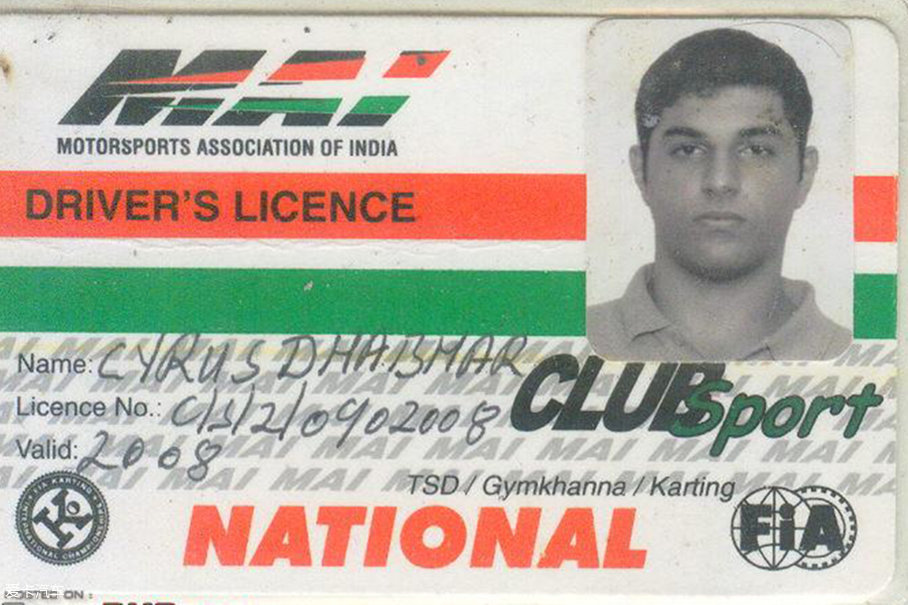 MAI
MOTORSPORTS ASSOCIATION OF INDIA
DRIVER'S LICENCE
Name: CYRUS DHABHAR
Licence No.: C/1/2/0902008
Valid: 2008
CLUB Sport
TSD / Gymkhanna / Karting
NATIONAL
FIA